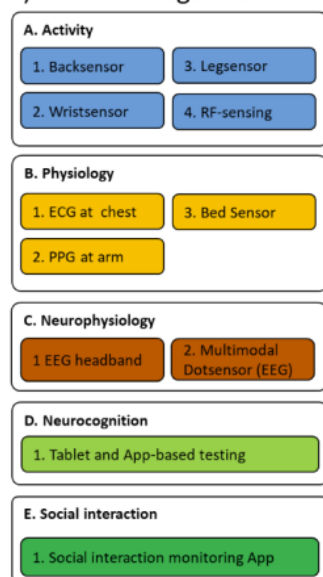 A. Activity
1. Backsensor
3. Legsensor
2. Wristsensor
4. RF-sensing
B. Physiology
1. ECG at chest
3. Bed Sensor
2. PPG at arm
C. Neurophysiology
1 EEG headband
2. Multimodal
Dotsensor (EEG)
D. Neurocognition
1. Tablet and App-based testing
E. Social interaction
1. Social interaction monitoring App